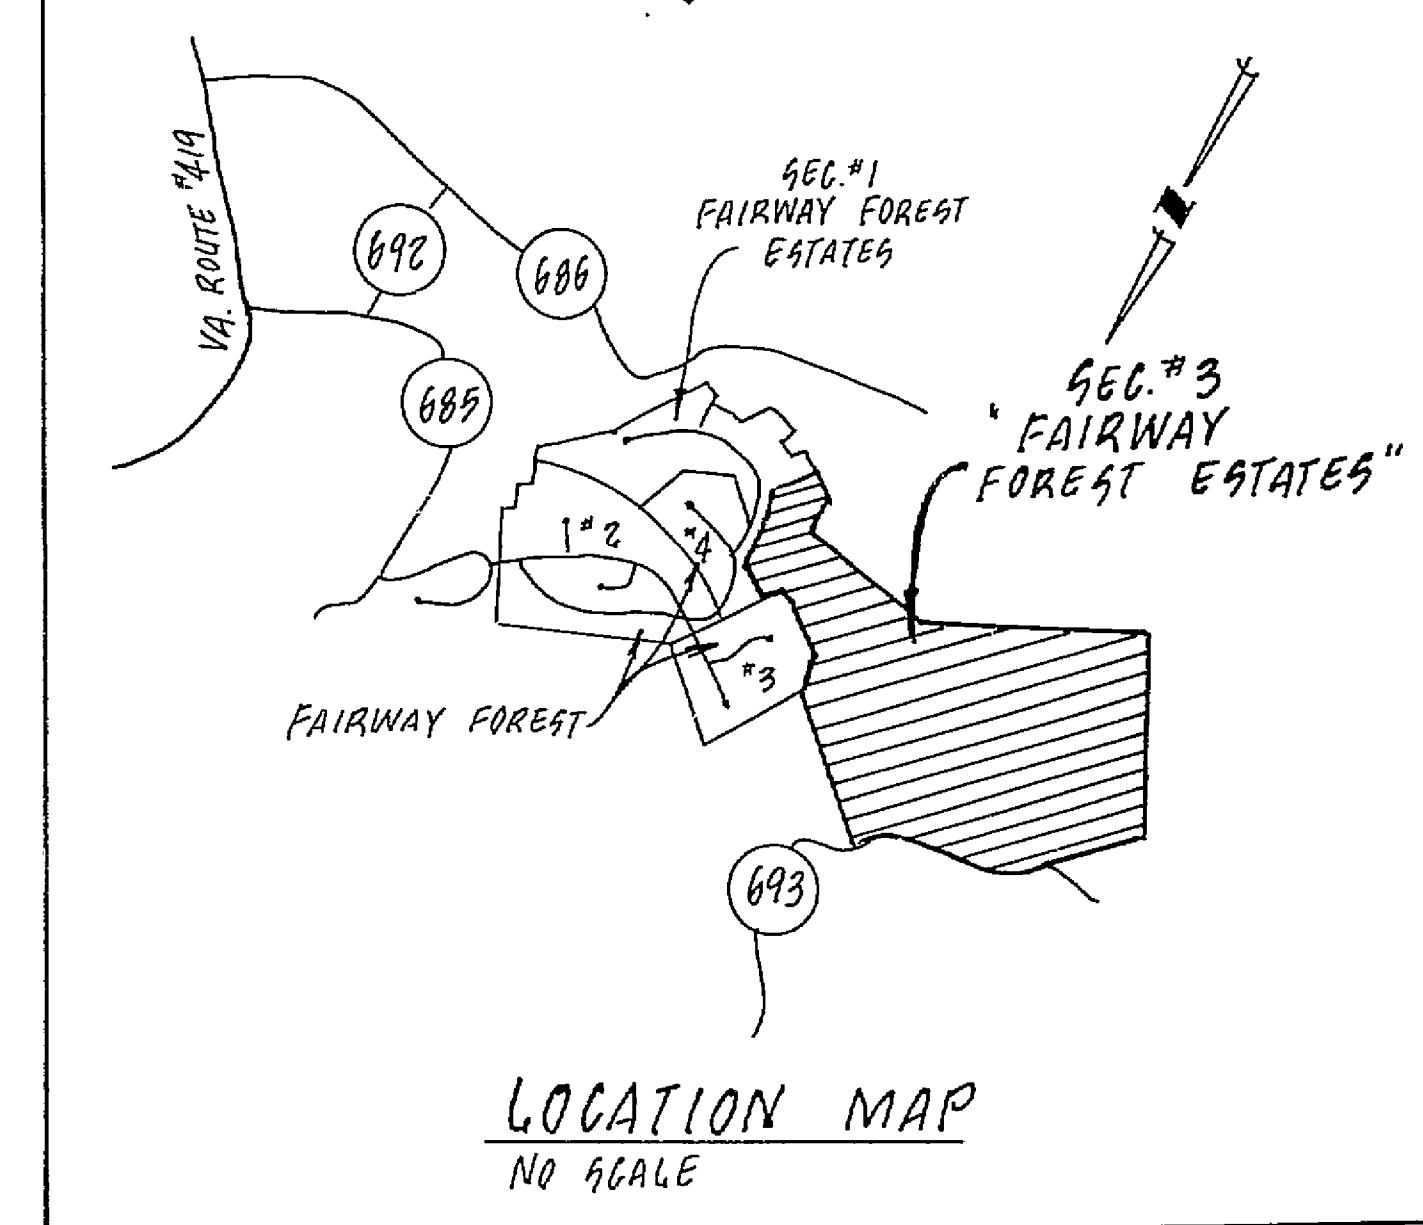 VA. ROUTE #419
692
686
685
SEC. #1
FAIRWAY FOREST
ESTATES
SEC. #3
"FAIRWAY
FOREST ESTATES"
1 #2
#4
#3
FAIRWAY FOREST
693
LOCATION MAP
NO SCALE